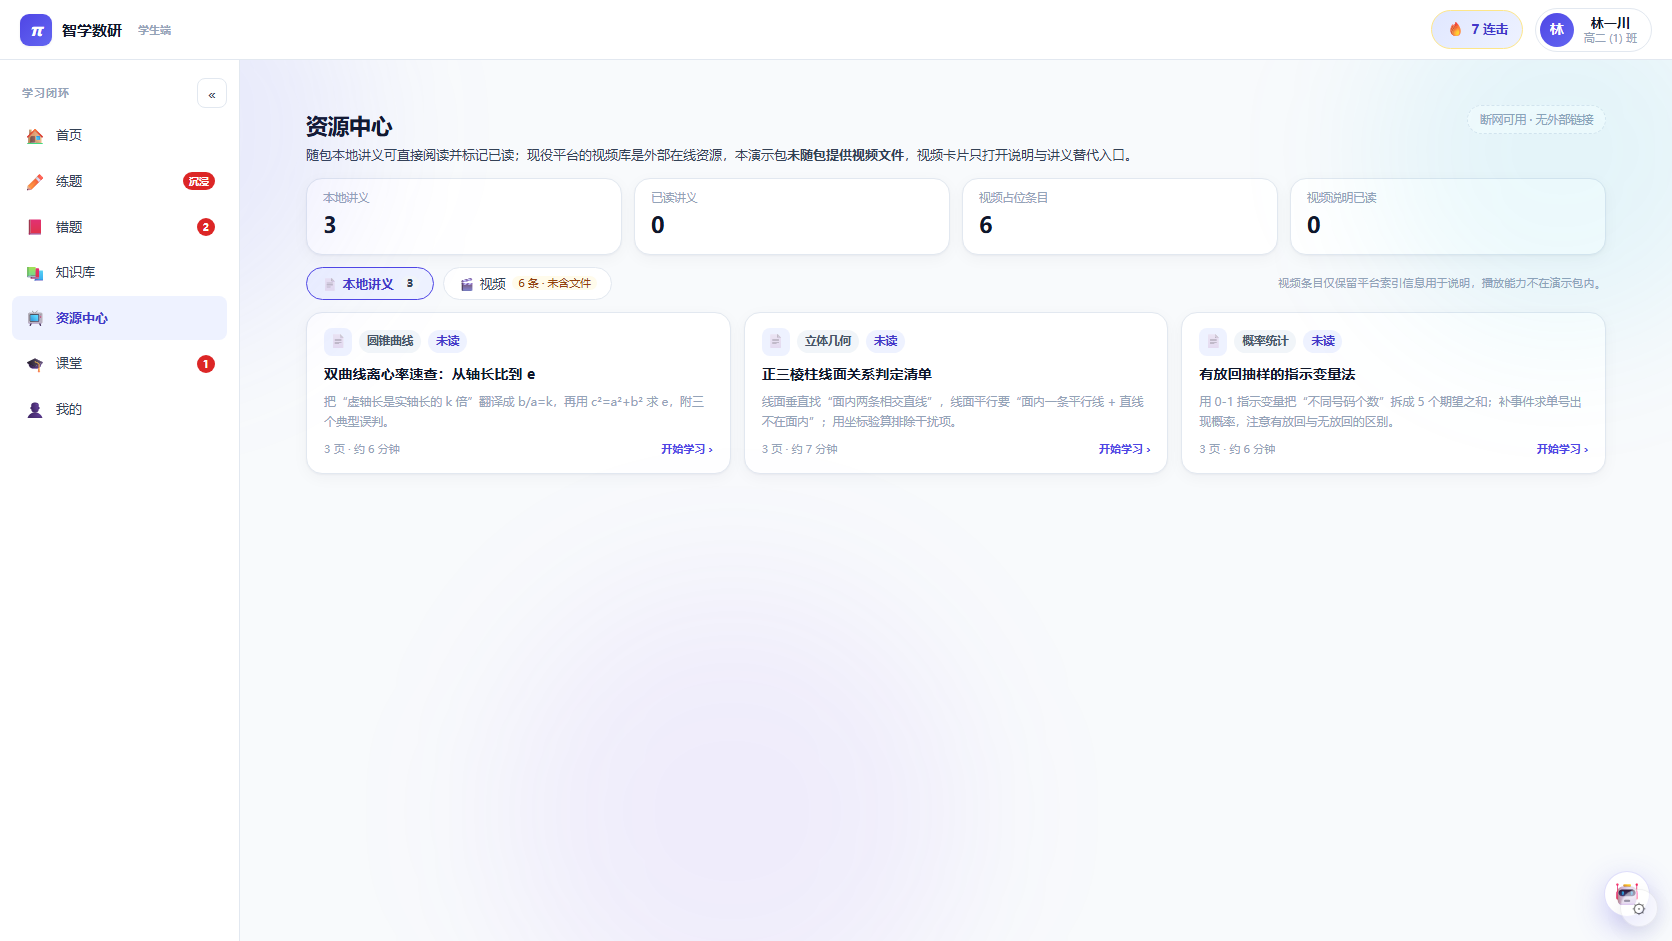 π 智学数研 学生端
7 连击
林 林一川
高二 (1) 班
学习闭环 «
首页
练题 沉浸
错题 2
知识库
资源中心
课堂 1
我的
资源中心
断网可用 · 无外部链接
随包本地讲义可直接阅读并标记已读；现役平台的视频库是外部在线资源，本演示包未随包提供视频文件，视频卡片只打开说明与讲义替代入口。
本地讲义
3
已读讲义
0
视频占位条目
6
视频说明已读
0
本地讲义 3
视频 6 条 · 未含文件
视频条目仅保留平台索引信息用于说明，播放能力不在演示包内。
圆锥曲线 未读
双曲线离心率速查：从轴长比到 e
把“虚轴长是实轴长的 k 倍”翻译成 b/a=k，再用 c²=a²+b² 求 e，附三
个典型误判。
3 页 · 约 6 分钟 开始学习 ›
立体几何 未读
正三棱柱线面关系判定清单
线面垂直找“面内两条相交直线”，线面平行要“面内一条平行线 + 直线
不在面内”；用坐标验算排除干扰项。
3 页 · 约 7 分钟 开始学习 ›
概率统计 未读
有放回抽样的指示变量法
用 0-1 指示变量把“不同号码个数”拆成 5 个期望之和；补事件求单号出
现概率，注意有放回与无放回的区别。
3 页 · 约 6 分钟 开始学习 ›